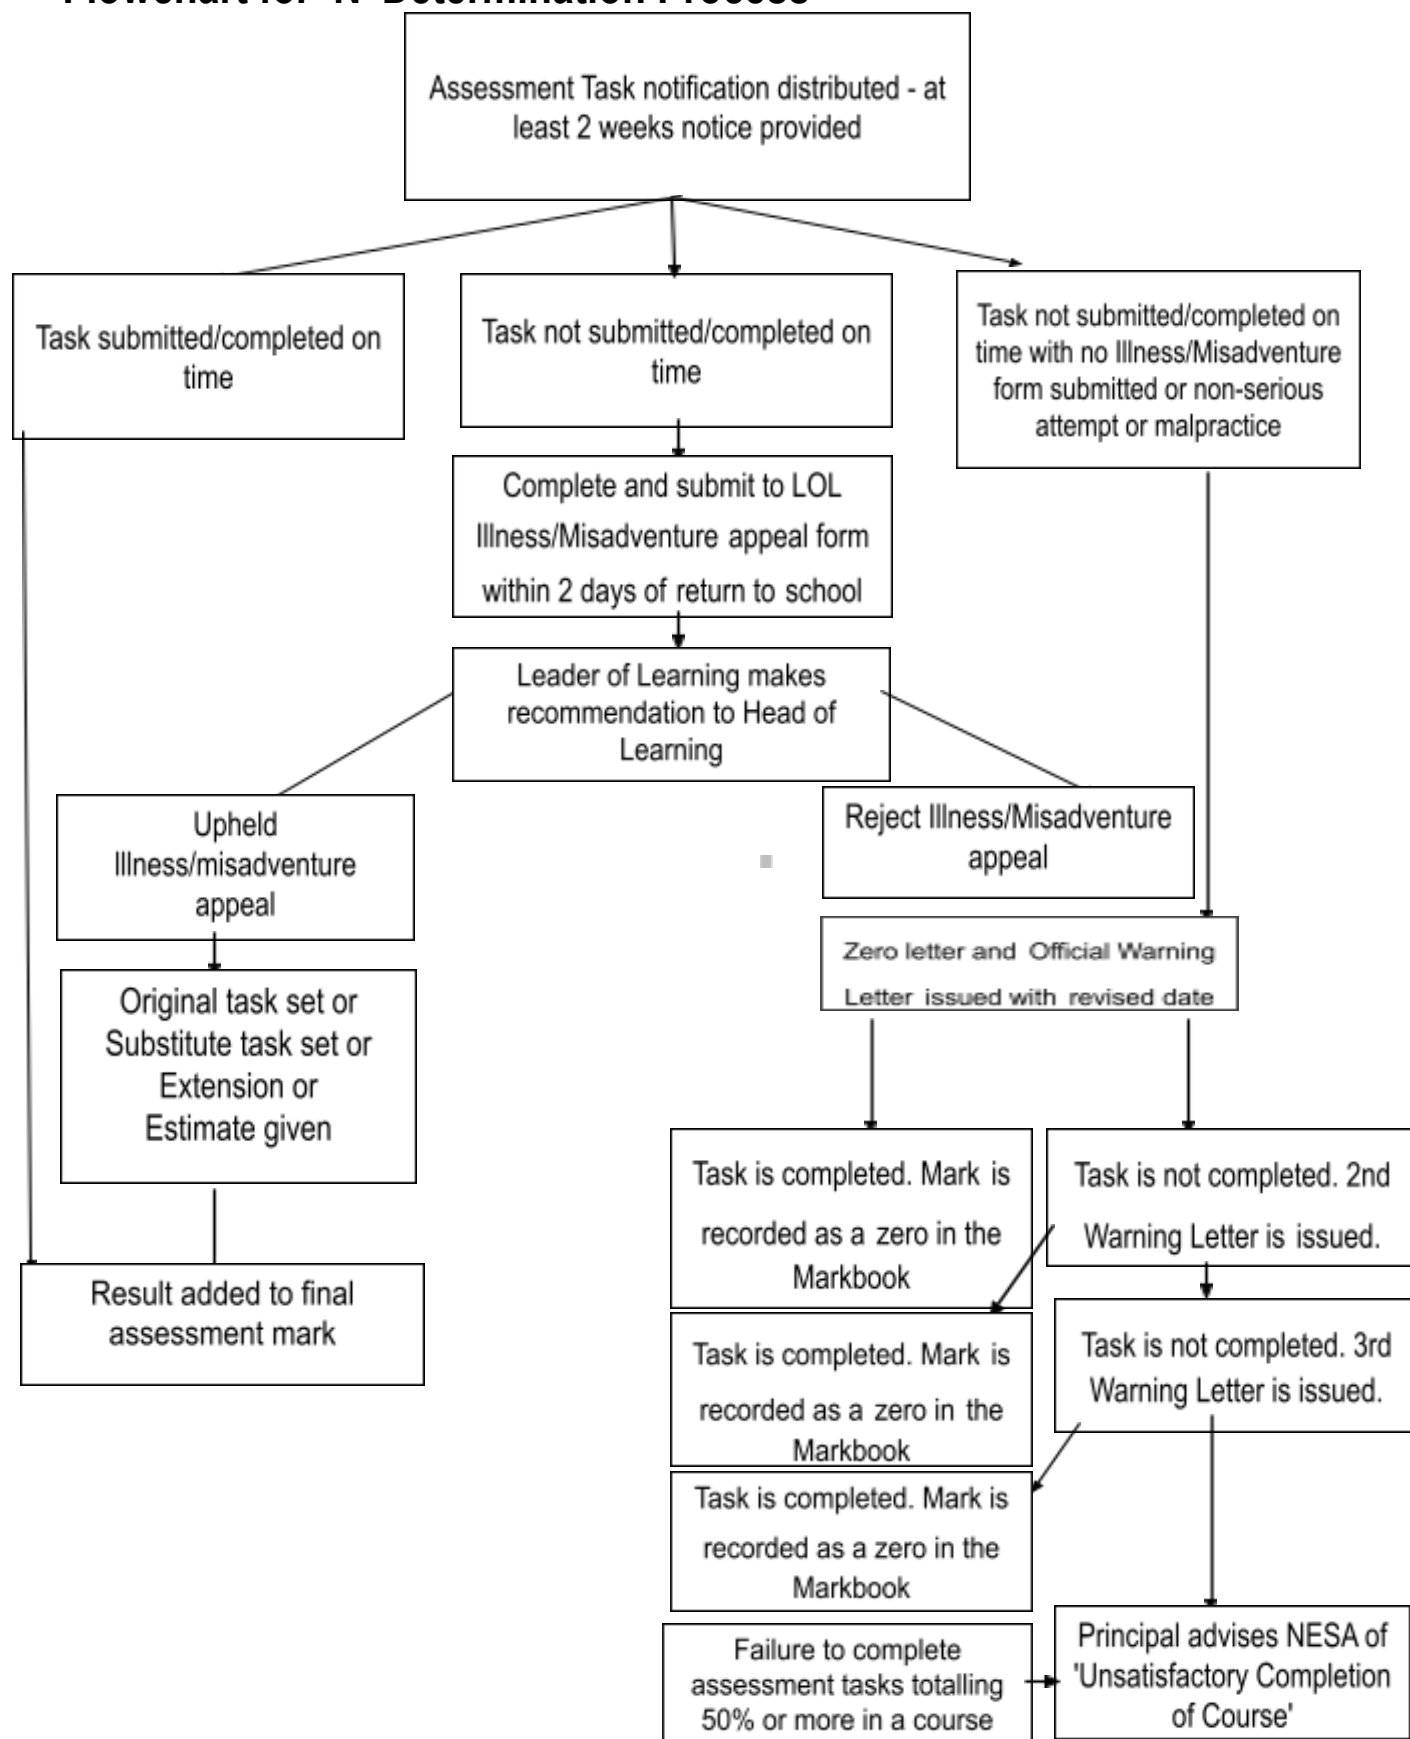 Flowchart for 'N' Determination Process
Assessment Task notification distributed - at
least 2 weeks notice provided
Task submitted/completed on
time
Task not submitted/completed on
time
Task not submitted/completed on
time with no Illness/Misadventure
form submitted or non-serious
attempt or malpractice
Complete and submit to LOL
Illness/Misadventure appeal form
within 2 days of return to school
Leader of Learning makes
recommendation to Head of
Learning
Upheld
Illness/misadventure
appeal
Reject Illness/Misadventure
appeal
Original task set or
Substitute task set or
Extension or
Estimate given
Zero letter and Official Warning
Letter issued with revised date
Result added to final
assessment mark
Task is completed. Mark is
recorded as a zero in the
Markbook
Task is not completed. 2nd
Warning Letter is issued.
Task is completed. Mark is
recorded as a zero in the
Markbook
Task is not completed. 3rd
Warning Letter is issued.
Task is completed. Mark is
recorded as a zero in the
Markbook
Failure to complete
assessment tasks totalling
50% or more in a course
Principal advises NESA of
'Unsatisfactory Completion
of Course'